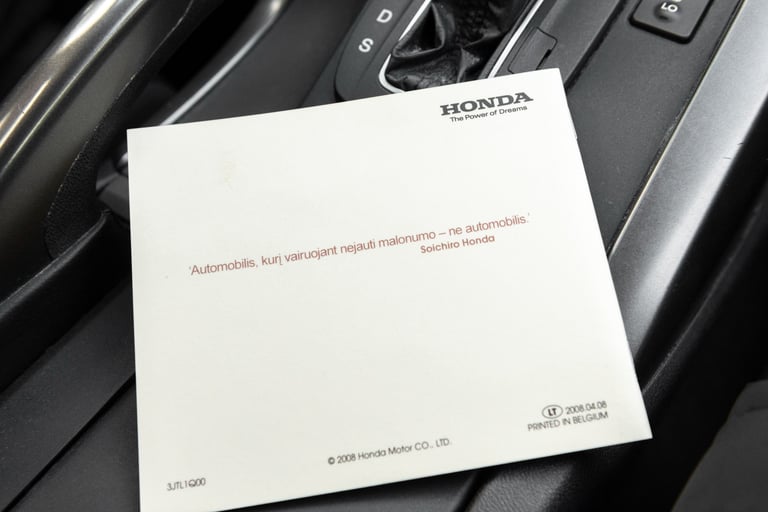 D
S
LO
HONDA
The Power of Dreams
‘Automobilis, kurį vairuojant nejauti malonumo – ne automobilis.’
Soichiro Honda
LT 2008.04.08
PRINTED IN BELGIUM
© 2008 Honda Motor CO., LTD.
3JTL1Q00